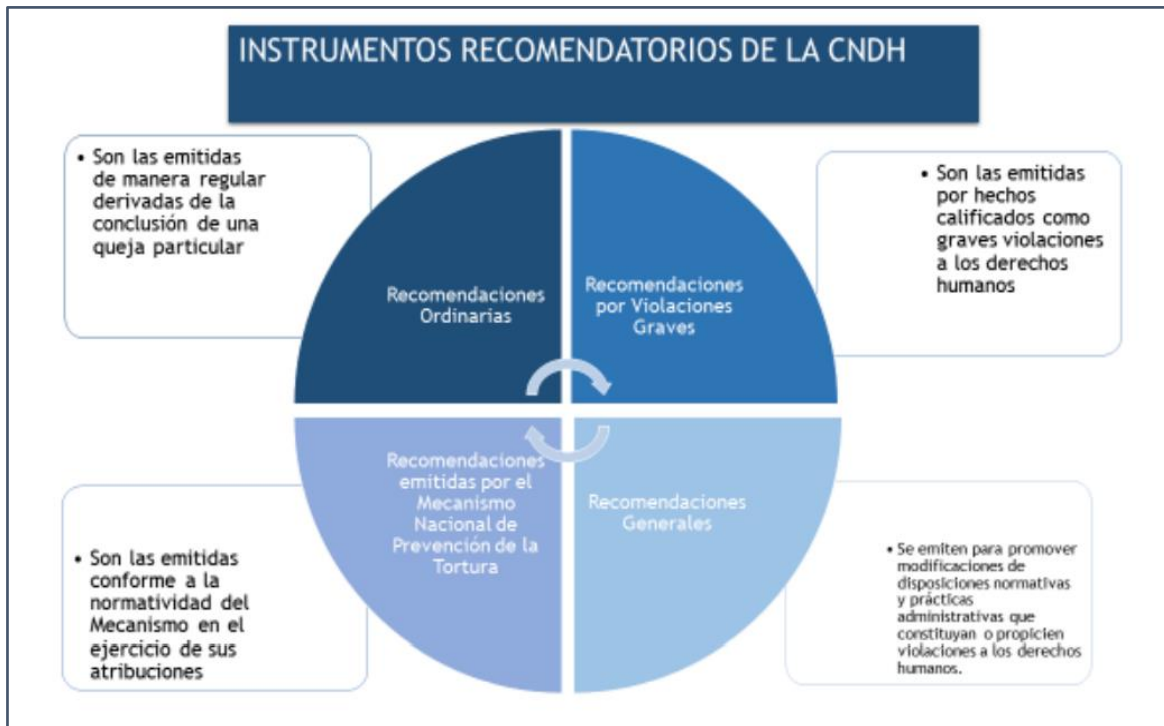 INSTRUMENTOS RECOMENDATORIOS DE LA CNDH
• Son las emitidas
de manera regular
derivadas de la
conclusión de una
queja particular
Recomendaciones
Ordinarias
Recomendaciones
por Violaciones
Graves
• Son las emitidas
por hechos
calificados como
graves violaciones
a los derechos
humanos
• Son las emitidas
conforme a la
normatividad del
Mecanismo en el
ejercicio de sus
atribuciones
Recomendaciones
emitidas por el
Mecanismo
Nacional de
Prevención de la
Tortura
Recomendaciones
Generales
• Se emiten para promover
modificaciones de
disposiciones normativas
y prácticas
administrativas que
constituyan o propicien
violaciones a los derechos
humanos.